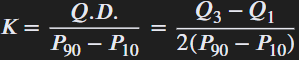 K = Q.D. / (P₉₀ − P₁₀) = (Q₃ − Q₁) / (2(P₉₀ − P₁₀))